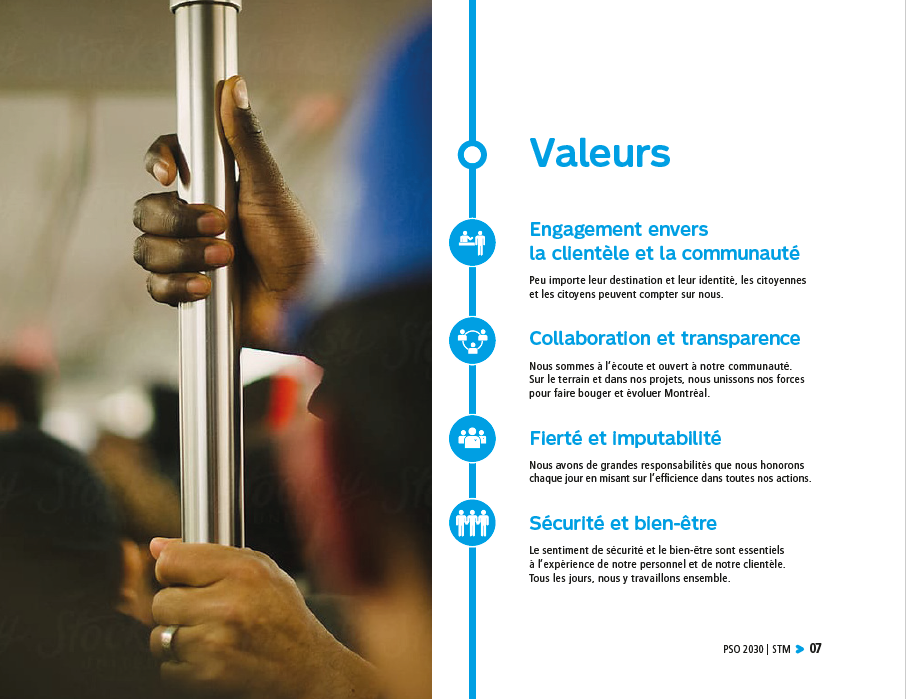 Valeurs
Engagement envers
la clientèle et la communauté
Peu importe leur destination et leur identité, les citoyennes
et les citoyens peuvent compter sur nous.
Collaboration et transparence
Nous sommes à l'écoute et ouvert à notre communauté.
Sur le terrain et dans nos projets, nous unissons nos forces
pour faire bouger et évoluer Montréal.
Fierté et imputabilité
Nous avons de grandes responsabilités que nous honorons
chaque jour en misant sur l'efficience dans toutes nos actions.
Sécurité et bien-être
Le sentiment de sécurité et le bien-être sont essentiels
à l'expérience de notre personnel et de notre clientèle.
Tous les jours, nous y travaillons ensemble.
PSO 2030 | STM > 07